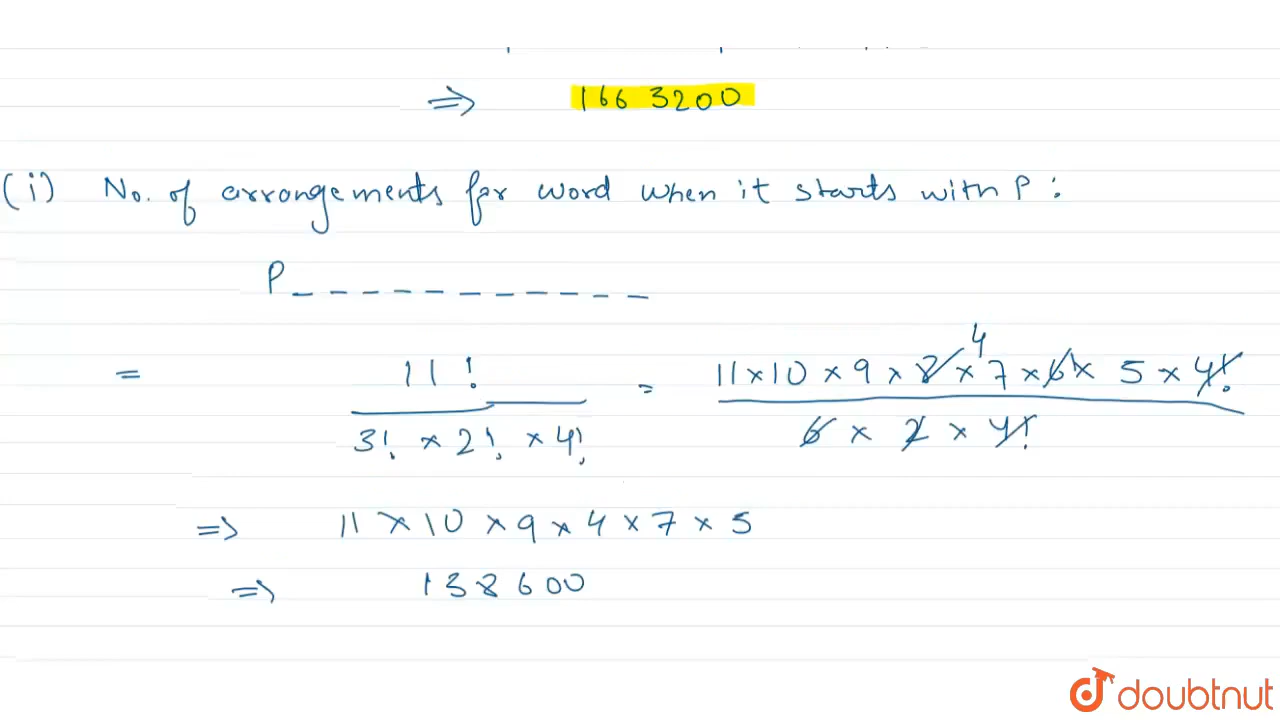 ⇒ 1663200
(i) No. of arrangements for word when it starts with P :
P _ _ _ _ _ _ _ _ _ _ _
= 11! / 3! × 2! × 4! = 11×10 × 9 × 8 × 7 × 6 × 5 × 4! / 6 × 2 × 4!
4
⇒ 11 × 10 × 9 × 4 × 7 × 5
⇒ 138600
doubtnut